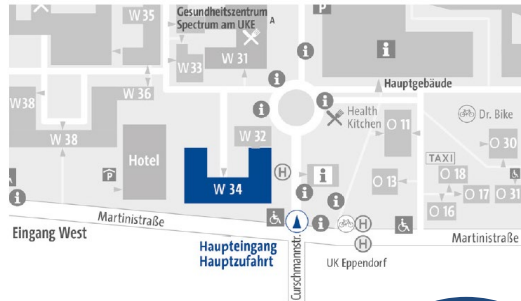 Gesundheitszentrum
Spectrum am UKE
A
P
W 35
i
W 33
W 31
i
Hauptgebäude
W 38
W 36
i
i
i
Health
Kitchen
O 11
Dr. Bike
W 38
Hotel
W 32
O 30
TAXI
P
W 34
H
i
O 13
O 18
O 17
O 31
i
i
O 16
Martinistraße
i
H
Eingang West
Haupteingang
Hauptzufahrt
Curschmannstr.
H
UK Eppendorf
Martinistraße